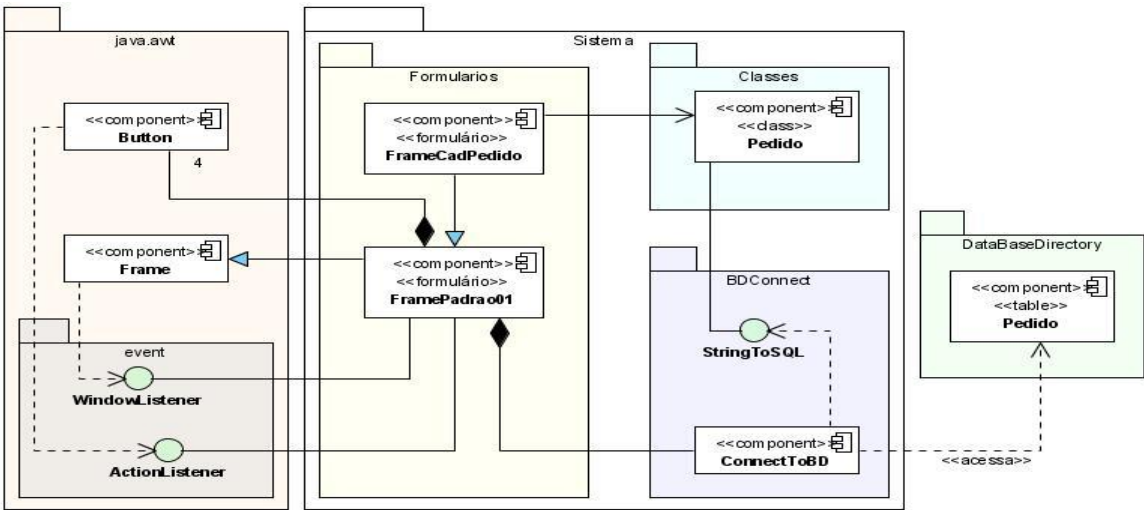 java.awt
Sistema
Formularios
Classes
<<component>>
Button
4
<<component>>
<<formulário>>
FrameCadPedido
<<component>>
<<class>>
Pedido
<<component>>
Frame
<<component>>
<<formulário>>
FramePadrao01
BDConnect
DataBaseDirectory
<<component>>
<<table>>
Pedido
event
WindowListener
StringToSQL
ActionListener
<<component>>
ConnectToBD
<<acessa>>